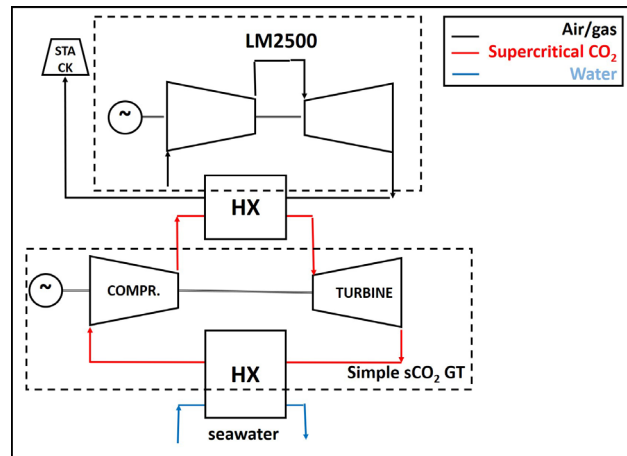 Air/gas
Supercritical CO₂
Water
LM2500
STA
CK
~
HX
COMPR.
TURBINE
~
HX
Simple sCO₂ GT
seawater